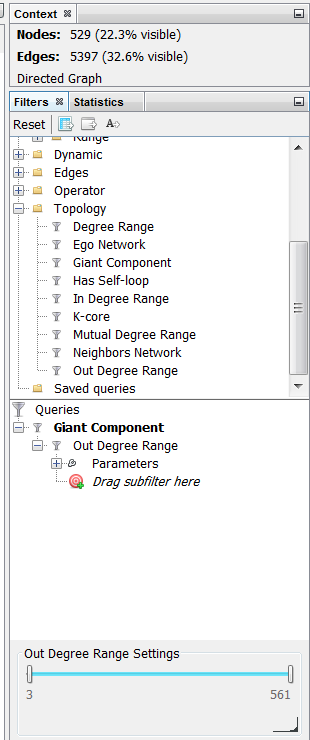 Context
Nodes: 529 (22.3% visible)
Edges: 5397 (32.6% visible)
Directed Graph
Filters Statistics
Reset A
Range
Dynamic
Edges
Operator
Topology
Degree Range
Ego Network
Giant Component
Has Self-loop
In Degree Range
K-core
Mutual Degree Range
Neighbors Network
Out Degree Range
Saved queries
Queries
Giant Component
Out Degree Range
Parameters
Drag subfilter here
Out Degree Range Settings
3 561